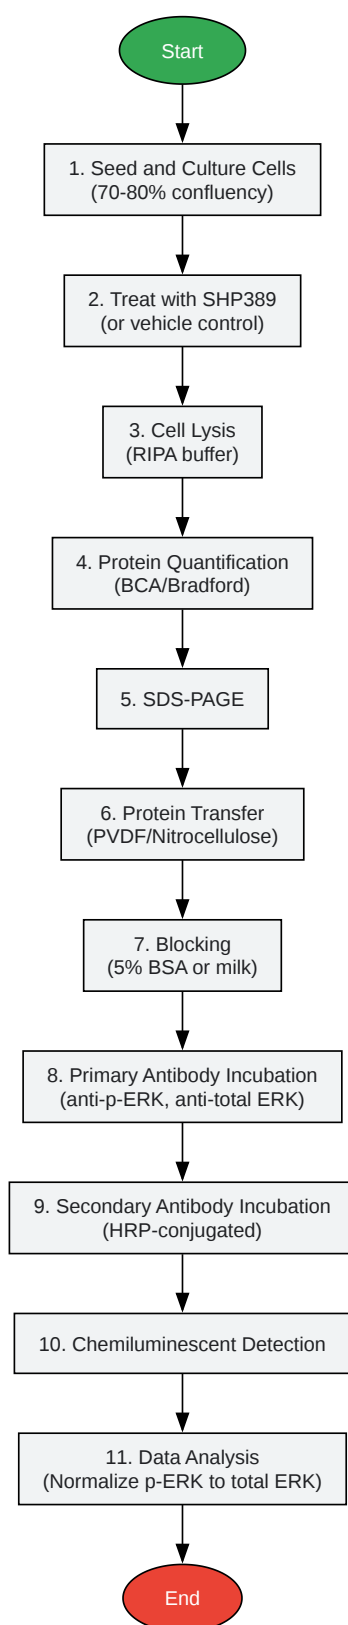 Start
1. Seed and Culture Cells
(70-80% confluency)
2. Treat with SHP389
(or vehicle control)
3. Cell Lysis
(RIPA buffer)
4. Protein Quantification
(BCA/Bradford)
5. SDS-PAGE
6. Protein Transfer
(PVDF/Nitrocellulose)
7. Blocking
(5% BSA or milk)
8. Primary Antibody Incubation
(anti-p-ERK, anti-total ERK)
9. Secondary Antibody Incubation
(HRP-conjugated)
10. Chemiluminescent Detection
11. Data Analysis
(Normalize p-ERK to total ERK)
End